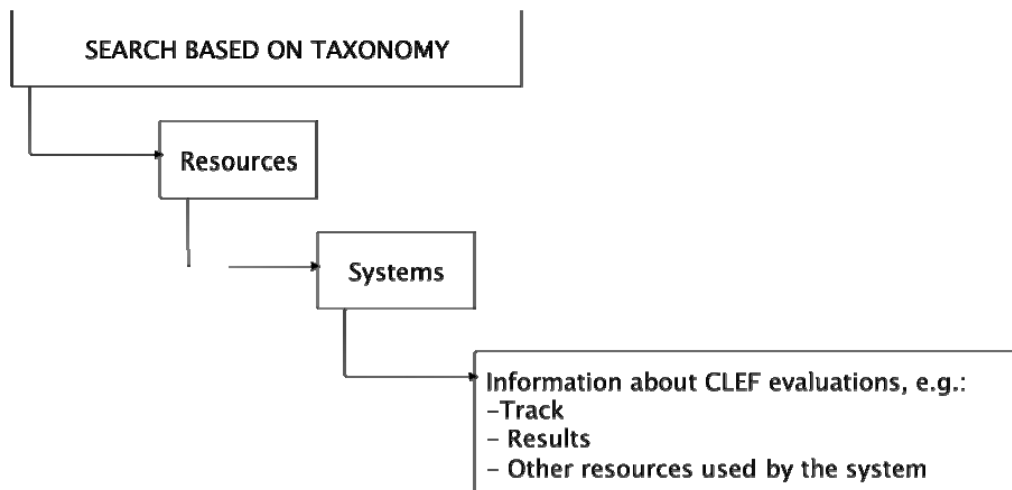 SEARCH BASED ON TAXONOMY
Resources
Systems
Information about CLEF evaluations, e.g.:
–Track
– Results
– Other resources used by the system